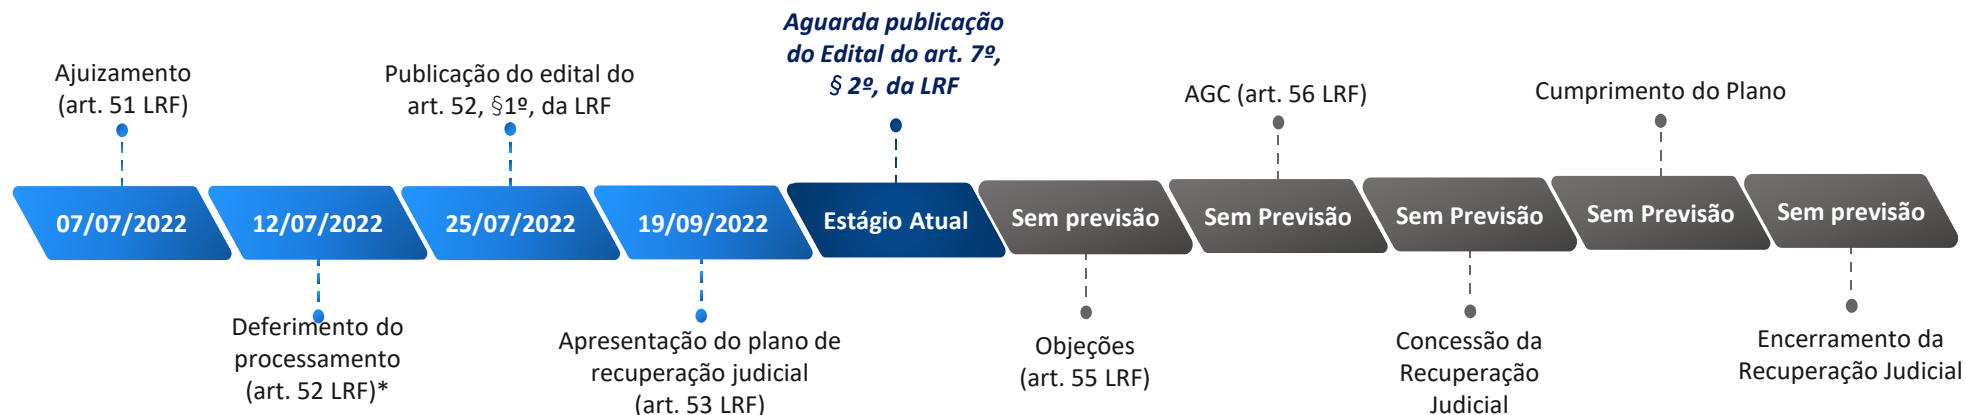 Ajuizamento
(art. 51 LRF)
07/07/2022
12/07/2022
Deferimento do
processamento
(art. 52 LRF)*
Publicação do edital do
art. 52, §1º, da LRF
25/07/2022
19/09/2022
Apresentação do plano de
recuperação judicial
(art. 53 LRF)
Aguarda publicação
do Edital do art. 7º,
§ 2º, da LRF
Estágio Atual
Sem previsão
Objeções
(art. 55 LRF)
AGC (art. 56 LRF)
Sem Previsão
Sem Previsão
Concessão da
Recuperação
Judicial
Cumprimento do Plano
Sem Previsão
Sem previsão
Encerramento da
Recuperação Judicial